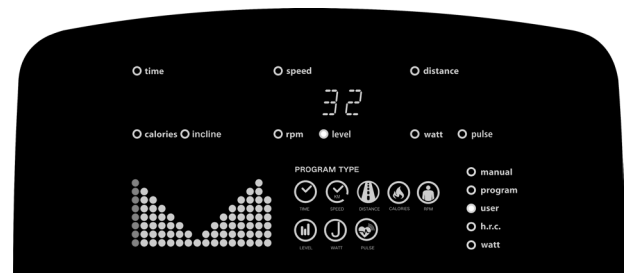 time speed distance
32
calories incline rpm level watt pulse
PROGRAM TYPE
manual
program
TIME SPEED DISTANCE CALORIES RPM
user
h.r.c.
LEVEL WATT PULSE
watt